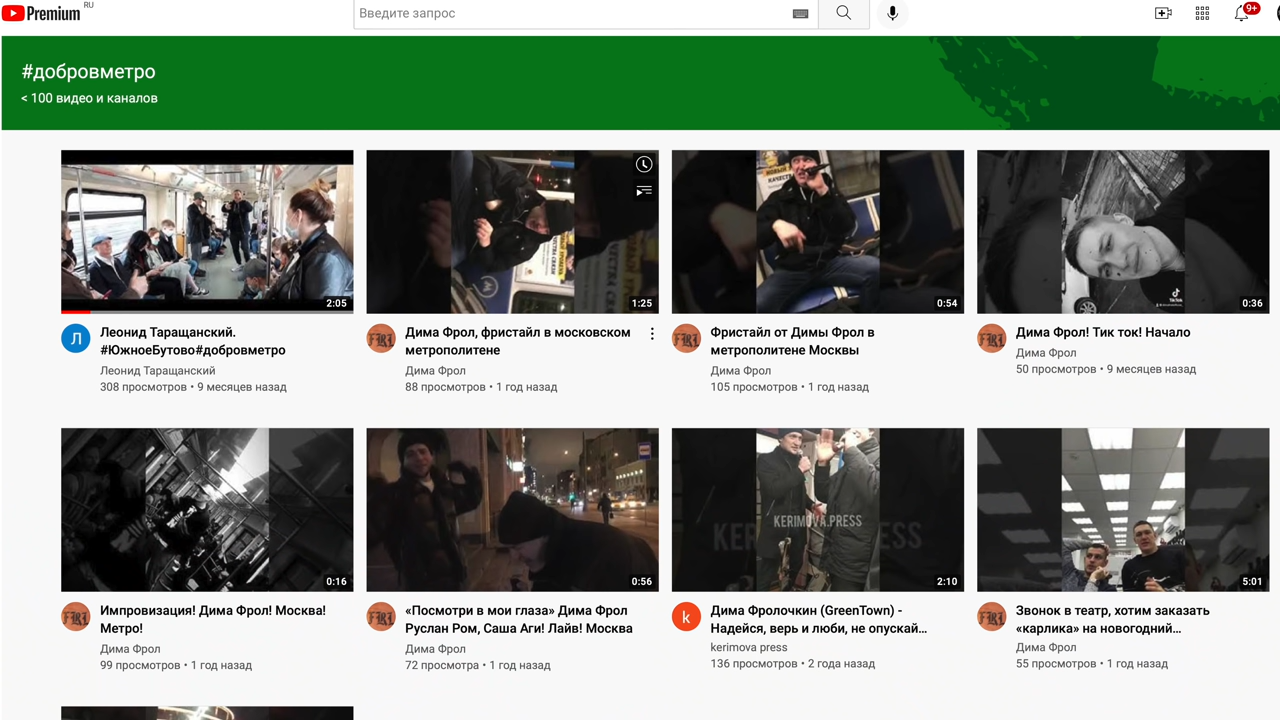 Premium RU
Введите запрос
9+
#добровметро
< 100 видео и каналов
2:05
1:25
0:54
0:36
Л
Леонид Таращанский.
#ЮжноеБутово#добровметро
Леонид Таращанский
308 просмотров • 9 месяцев назад
Дима Фрол, фристайл в московском
метрополитене
Дима Фрол
88 просмотров • 1 год назад
Фристайл от Димы Фрол в
метрополитене Москвы
Дима Фрол
105 просмотров • 1 год назад
Дима Фрол! Тик ток! Начало
Дима Фрол
50 просмотров • 9 месяцев назад
KERIMOVA.PRESS
0:16
0:56
2:10
5:01
Импровизация! Дима Фрол! Москва!
Метро!
Дима Фрол
99 просмотров • 1 год назад
«Посмотри в мои глаза» Дима Фрол
Руслан Ром, Саша Аги! Лайв! Москва
Дима Фрол
72 просмотра • 1 год назад
k
Дима Фролочкин (GreenTown) -
Надейся, верь и люби, не опускай...
kerimova press
136 просмотров • 2 года назад
Звонок в театр, хотим заказать
«карлика» на новогодний...
Дима Фрол
55 просмотров • 1 год назад